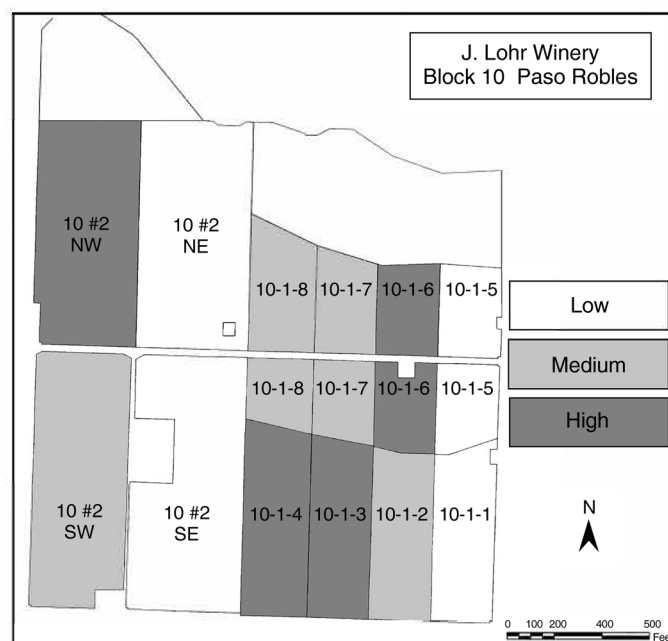 J. Lohr Winery
Block 10 Paso Robles
10 #2
NW
10 #2
NE
10-1-8
10-1-7
10-1-6
10-1-5
Low
Medium
High
10-1-8
10-1-7
10-1-6
10-1-5
10 #2
SW
10 #2
SE
10-1-4
10-1-3
10-1-2
10-1-1
N
0 100 200 400 500
Fee